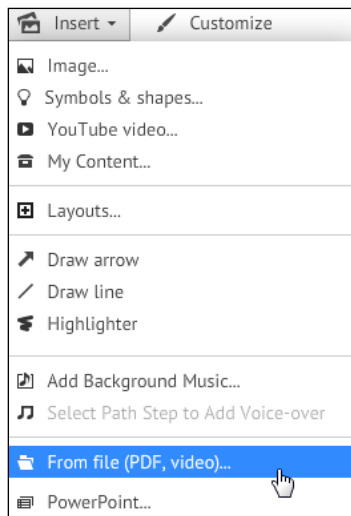 Insert Customize
Image...
Symbols & shapes...
YouTube video...
My Content...
Layouts...
Draw arrow
Draw line
Highlighter
Add Background Music...
Select Path Step to Add Voice-over
From file (PDF, video)...
PowerPoint...